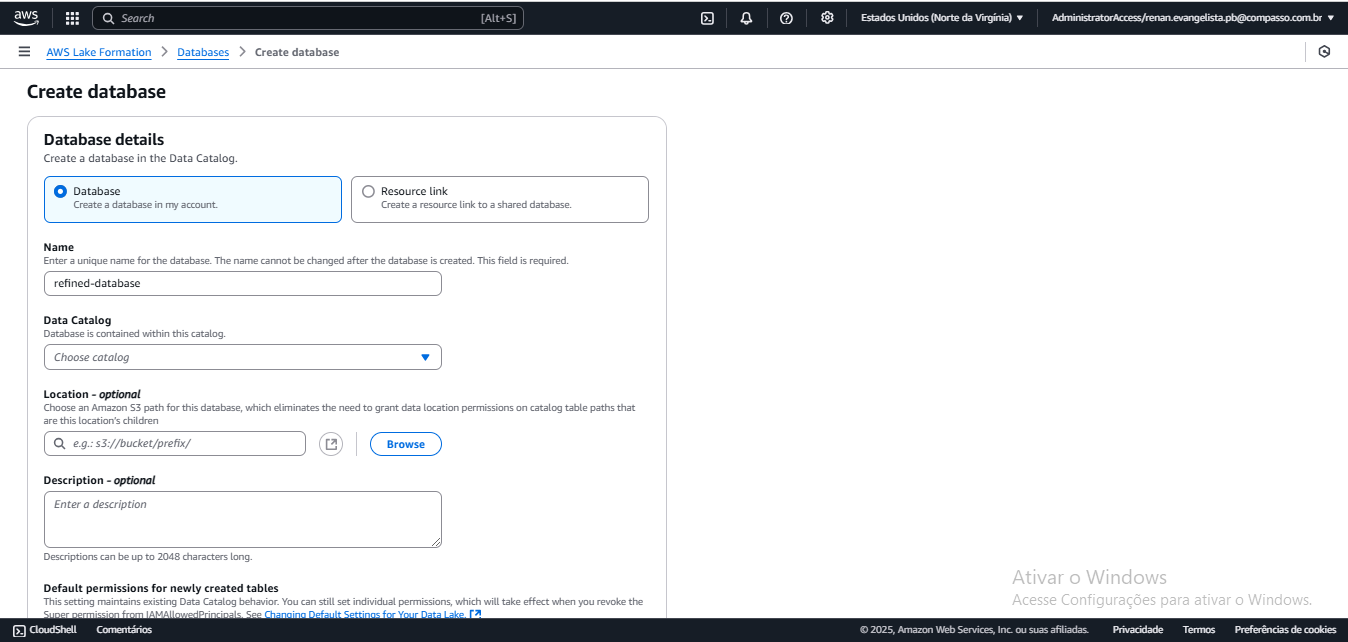 aws
Search [Alt+S]
Estados Unidos (Norte da Virgínia) AdministratorAccess/renan.evangelista.pb@compasso.com.br
AWS Lake Formation Databases Create database
Create database
Database details
Create a database in the Data Catalog.
Database
Create a database in my account.
Resource link
Create a resource link to a shared database.
Name
Enter a unique name for the database. The name cannot be changed after the database is created. This field is required.
refined-database
Data Catalog
Database is contained within this catalog.
Choose catalog
Location - optional
Choose an Amazon S3 path for this database, which eliminates the need to grant data location permissions on catalog table paths that
are this location's children
e.g.: s3://bucket/prefix/
Browse
Description - optional
Enter a description
Descriptions can be up to 2048 characters long.
Default permissions for newly created tables
This setting maintains existing Data Catalog behavior. You can still set individual permissions, which will take effect when you revoke the
Super permission from IAMAllowedPrincipals. See Changing Default Settings for Your Data Lake.
Ativar o Windows
Acesse Configurações para ativar o Windows.
CloudShell Comentários © 2025, Amazon Web Services, Inc. ou suas afiliadas. Privacidade Termos Preferências de cookies